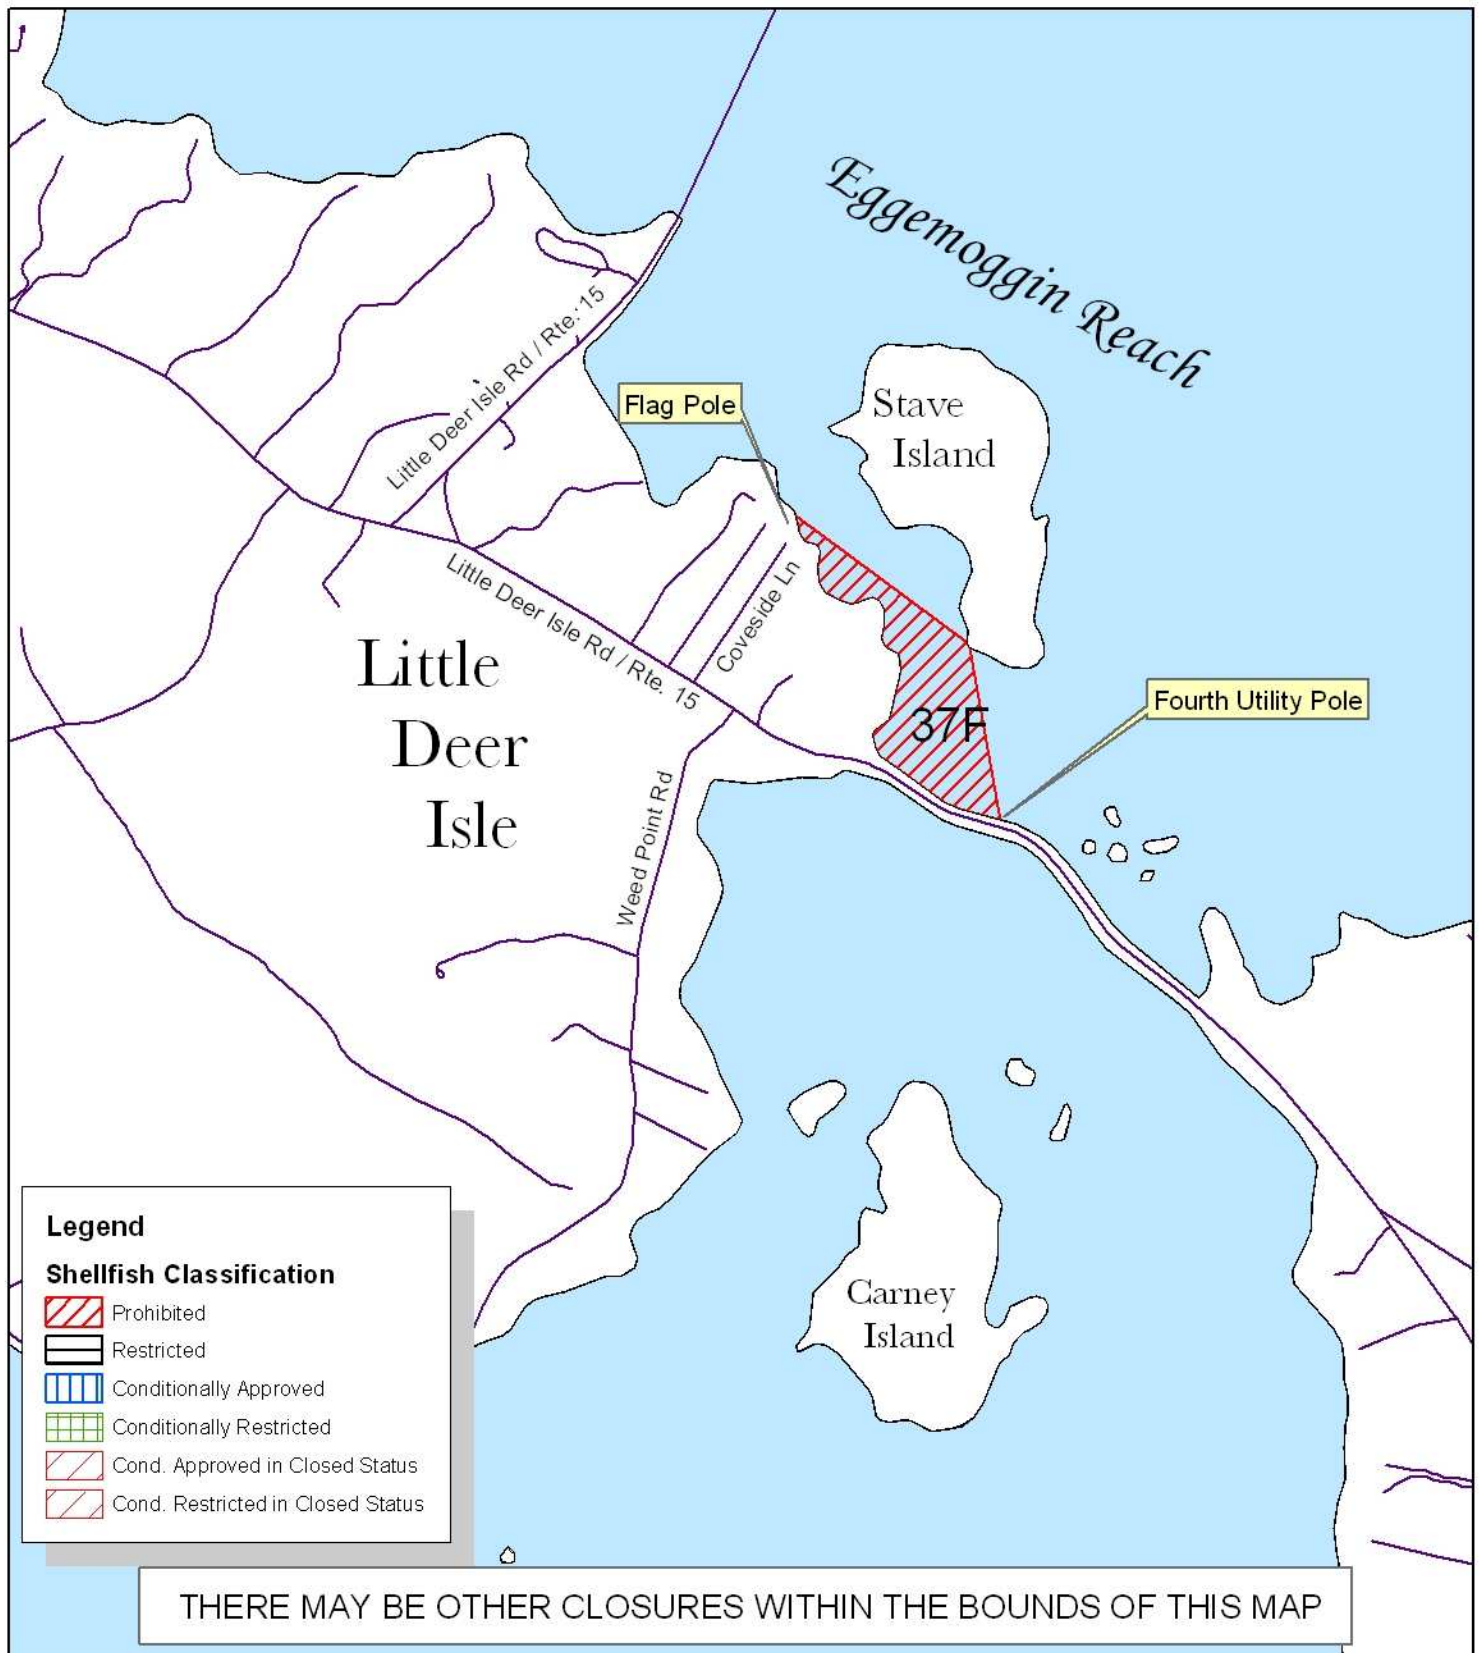 Eggemoggin Reach
Little Deer Isle Rd / Rte. 15
Flag Pole
Stave
Island
Little Deer Isle Rd / Rte. 15
Coveside Ln
Little
Deer
Isle
37F
Fourth Utility Pole
Weed Point Rd
Carney
Island
Legend
Shellfish Classification
Prohibited
Restricted
Conditionally Approved
Conditionally Restricted
Cond. Approved in Closed Status
Cond. Restricted in Closed Status
THERE MAY BE OTHER CLOSURES WITHIN THE BOUNDS OF THIS MAP